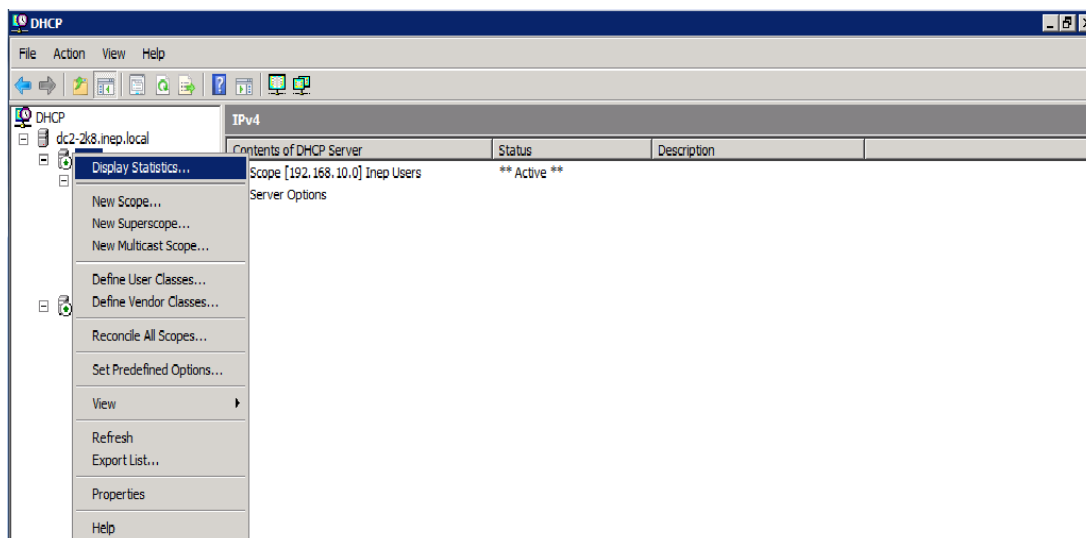 DHCP
File Action View Help
DHCP
dc2-2k8.inep.local
IPv4
Contents of DHCP Server Status Description
Scope [192.168.10.0] Inep Users ** Active **
Server Options
Display Statistics...
New Scope...
New Superscope...
New Multicast Scope...
Define User Classes...
Define Vendor Classes...
Reconcile All Scopes...
Set Predefined Options...
View
Refresh
Export List...
Properties
Help